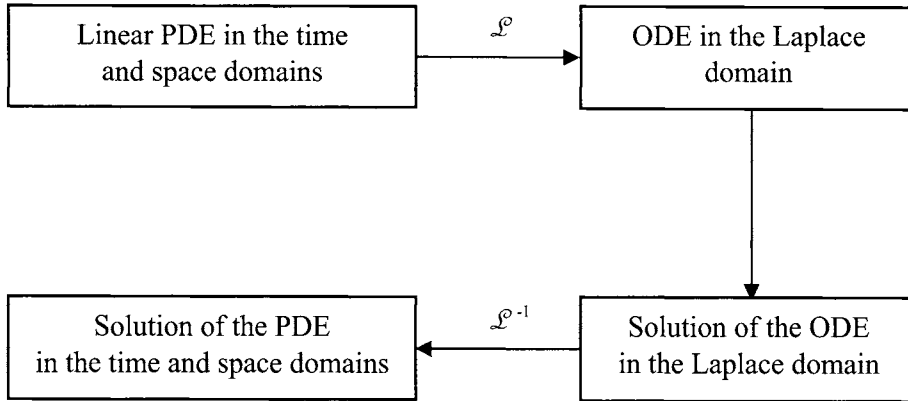 Linear PDE in the time
and space domains
ℒ
ODE in the Laplace
domain
Solution of the PDE
in the time and space domains
ℒ⁻¹
Solution of the ODE
in the Laplace domain